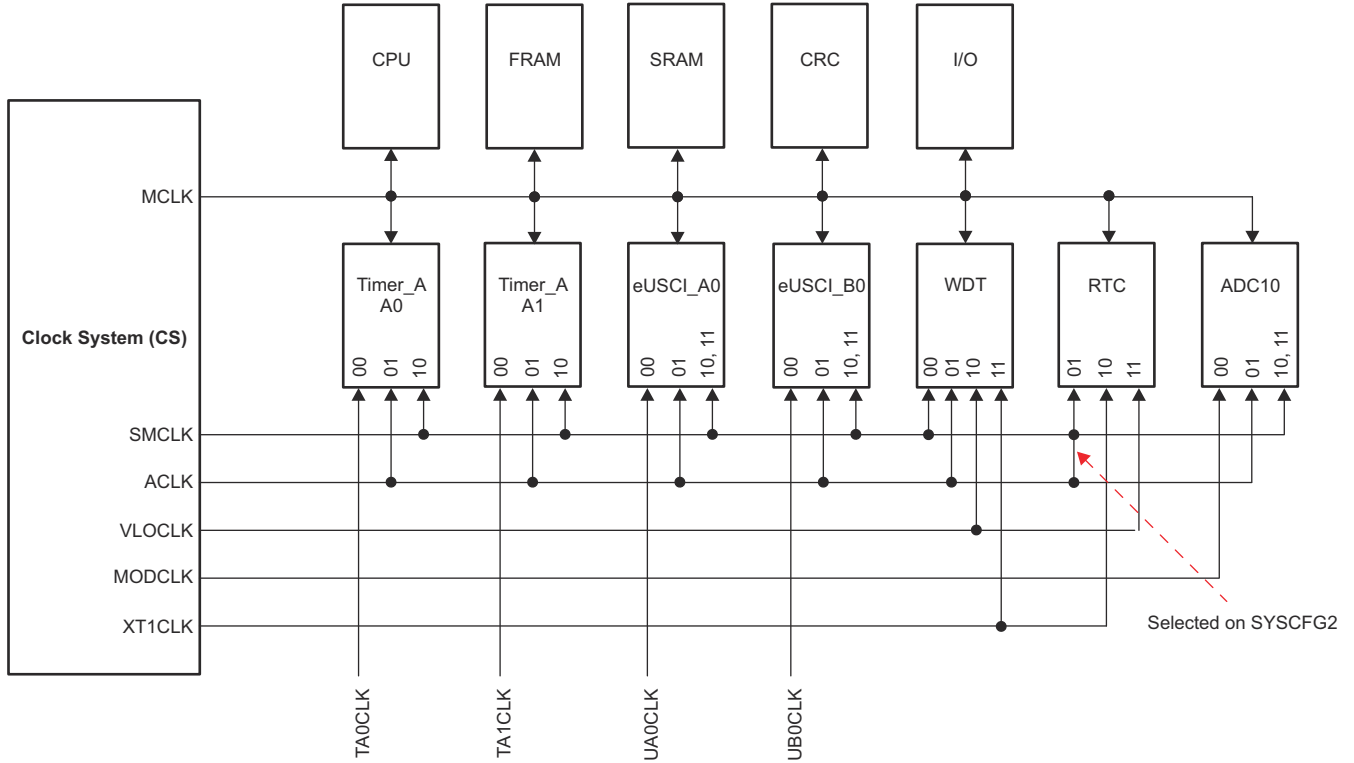 CPU
FRAM
SRAM
CRC
I/O
MCLK
Timer_A
A0
Timer_A
A1
eUSCI_A0
eUSCI_B0
WDT
RTC
ADC10
Clock System (CS)
00
01
10
00
01
10
00
01
10, 11
00
01
10, 11
00
01
10
11
01
10
11
00
01
10, 11
SMCLK
ACLK
VLOCLK
MODCLK
XT1CLK
Selected on SYSCFG2
TA0CLK
TA1CLK
UA0CLK
UB0CLK